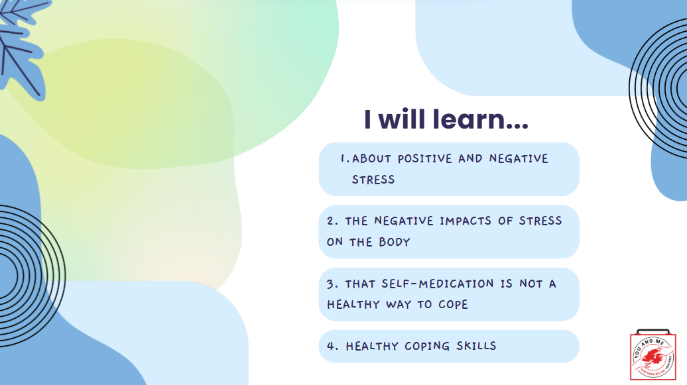 I will learn...
1. ABOUT POSITIVE AND NEGATIVE
STRESS
2. THE NEGATIVE IMPACTS OF STRESS
ON THE BODY
3. THAT SELF-MEDICATION IS NOT A
HEALTHY WAY TO COPE
4. HEALTHY COPING SKILLS
YOU AND ME